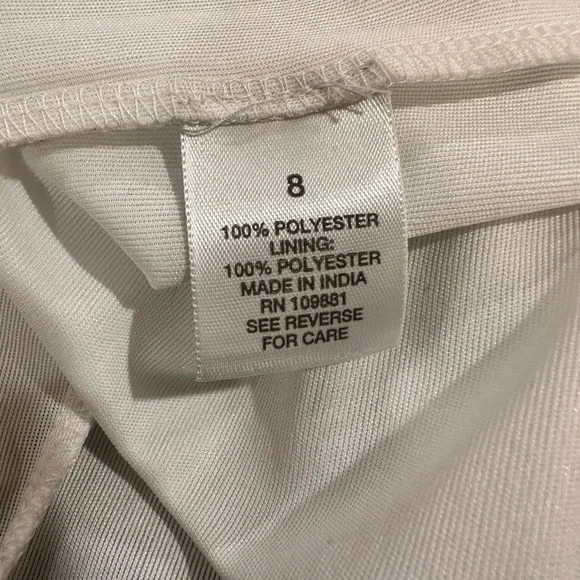 8
100% POLYESTER
LINING:
100% POLYESTER
MADE IN INDIA
RN 109881
SEE REVERSE
FOR CARE